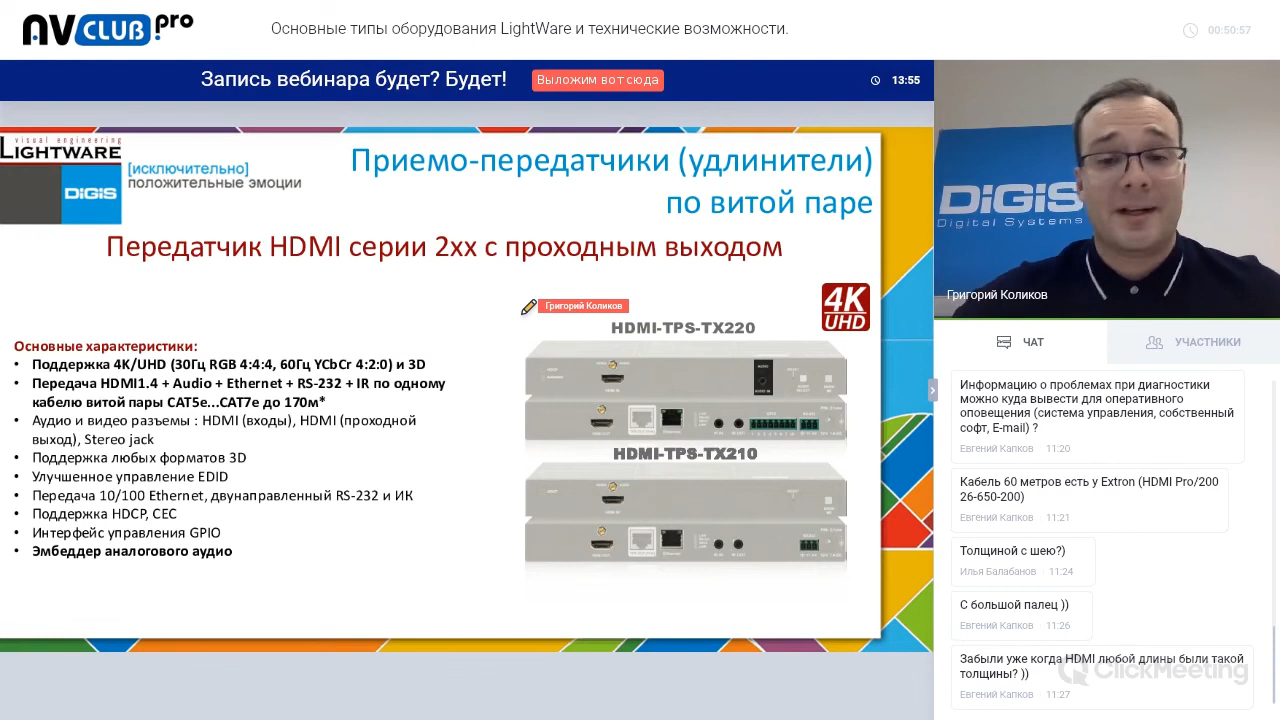 AVCLUB.pro
Основные типы оборудования LightWare и технические возможности.
00:50:57
Запись вебинара будет? Будет!
Выложим вот сюда
13:55
visual engineering
LIGHTWARE
DIGIS
[исключительно]
положительные эмоции
Приемо-передатчики (удлинители)
по витой паре
Передатчик HDMI серии 2хх с проходным выходом
4K
UHD
Григорий Коликов
HDMI-TPS-TX220
HDMI-TPS-TX210
Основные характеристики:
• Поддержка 4K/UHD (30Гц RGB 4:4:4, 60Гц YCbCr 4:2:0) и 3D
• Передача HDMI1.4 + Audio + Ethernet + RS-232 + IR по одному
кабелю витой пары CAT5e...CAT7e до 170м*
• Аудио и видео разъемы : HDMI (входы), HDMI (проходной
выход), Stereo jack
• Поддержка любых форматов 3D
• Улучшенное управление EDID
• Передача 10/100 Ethernet, двунаправленный RS-232 и ИК
• Поддержка HDCP, CEC
• Интерфейс управления GPIO
• Эмбеддер аналогового аудио
DIGIS
Digital Systems
Григорий Коликов
ЧАТ
УЧАСТНИКИ
Информацию о проблемах при диагностики
можно куда вывести для оперативного
оповещения (система управления, собственный
софт, E-mail) ?
Евгений Капков 11:20
Кабель 60 метров есть у Extron (HDMI Pro/200
26-650-200)
Евгений Капков 11:21
Толщиной с шею?)
Илья Балабанов 11:24
С большой палец ))
Евгений Капков 11:26
Забыли уже когда HDMI любой длины были такой
толщины? ))
Евгений Капков 11:27
ClickMeeting